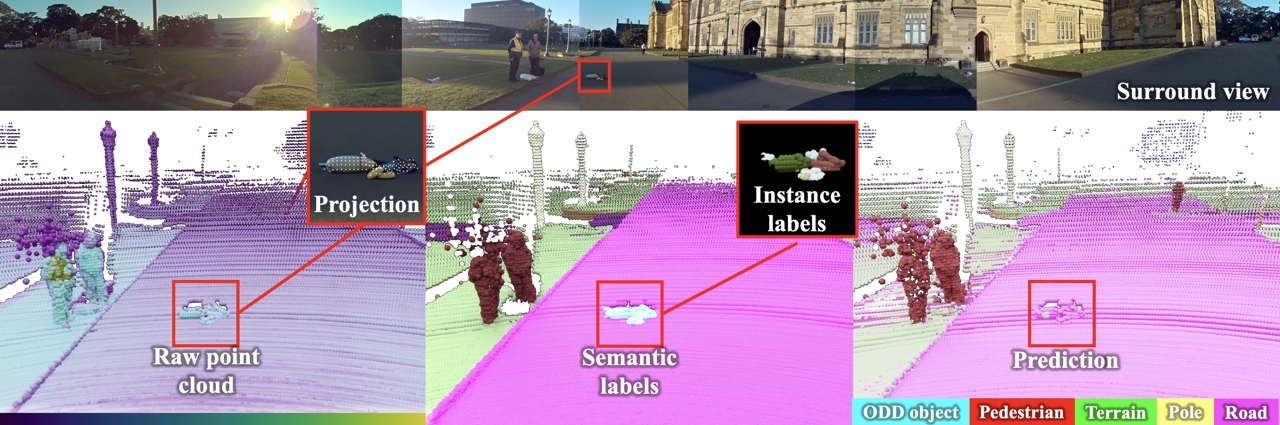 Surround view
Projection
Instance
labels
Raw point
cloud
Semantic
labels
Prediction
ODD object Pedestrian Terrain Pole Road